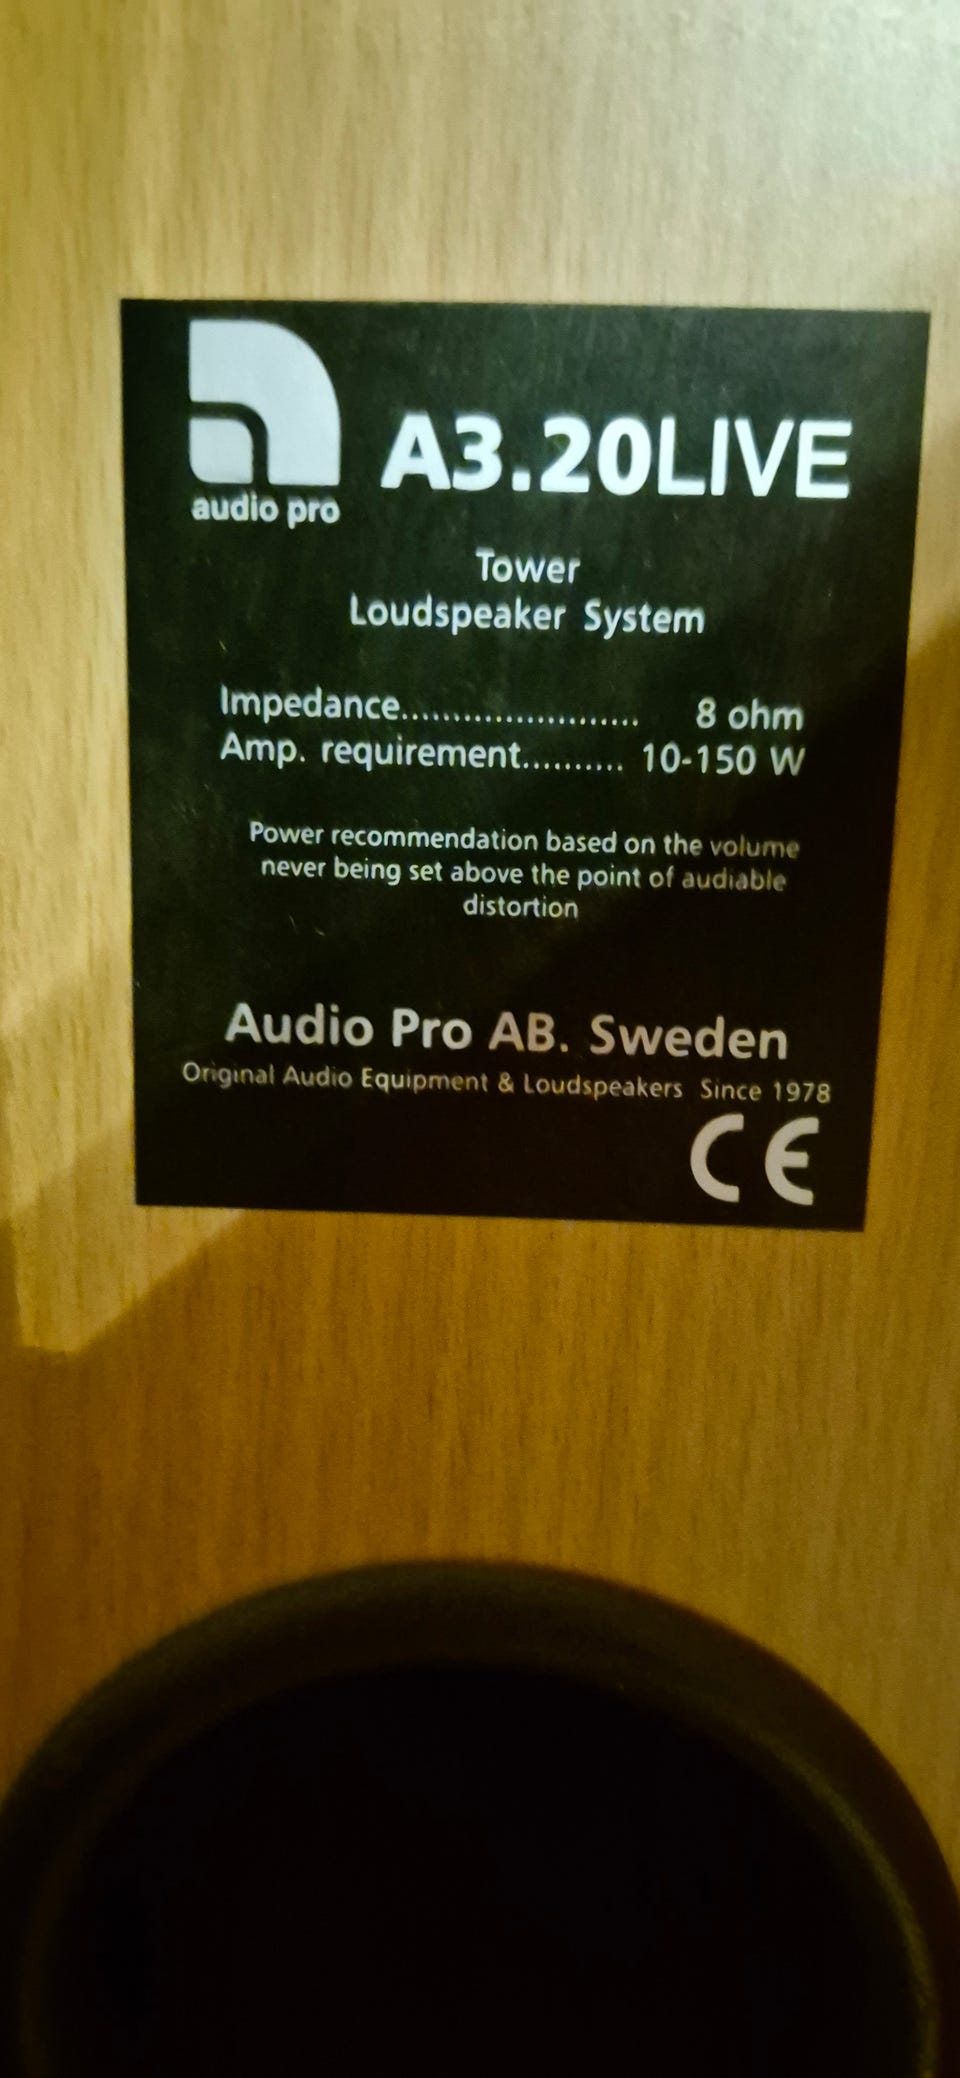 audio pro
A3.20LIVE
Tower
Loudspeaker System
Impedance....................... 8 ohm
Amp. requirement.......... 10-150 W
Power recommendation based on the volume
never being set above the point of audiable
distortion
Audio Pro AB. Sweden
Original Audio Equipment & Loudspeakers Since 1978
CE